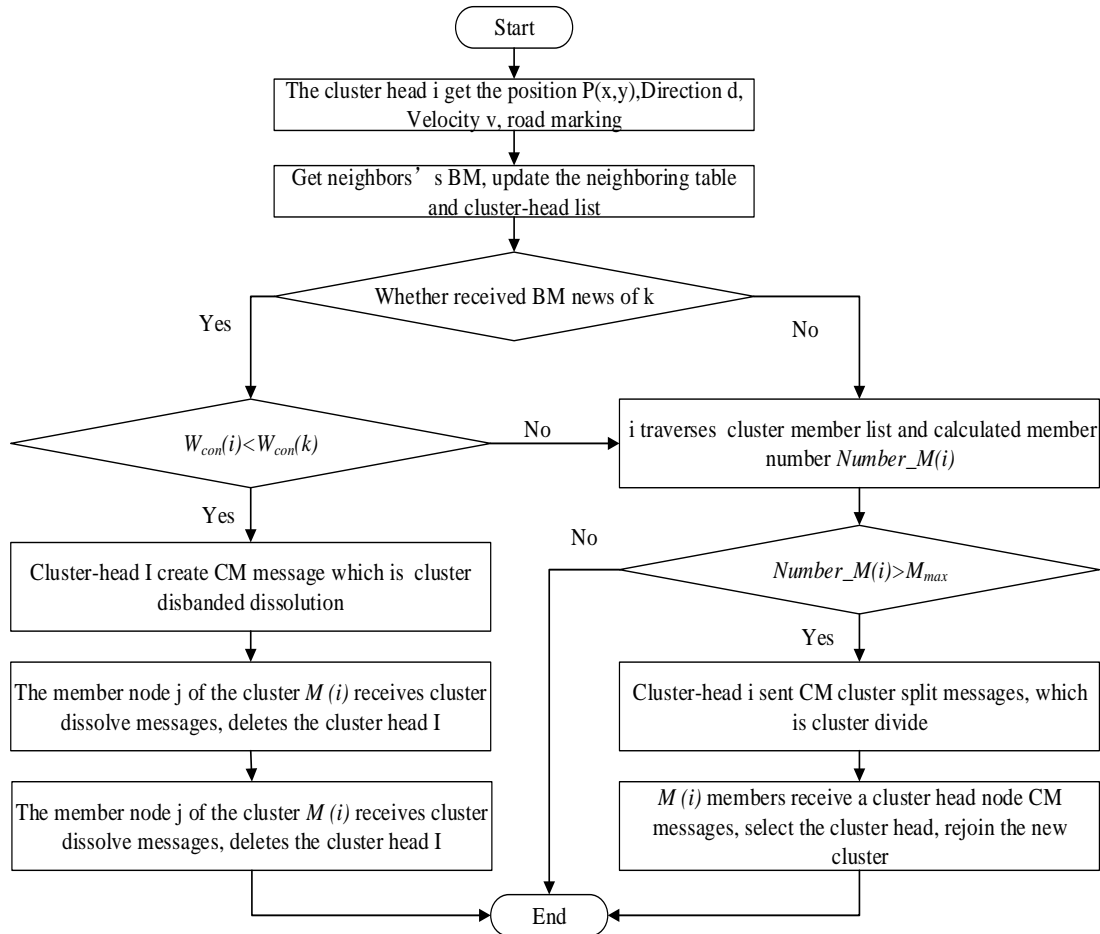 Start
The cluster head i get the position P(x,y),Direction d,
Velocity v, road marking
Get neighbors’ s BM, update the neighboring table
and cluster-head list
Whether received BM news of k
Yes
No
W_con(i)<W_con(k)
No
i traverses cluster member list and calculated member
number Number_M(i)
Yes
No
Cluster-head I create CM message which is cluster
disbanded dissolution
Number_M(i)>M_max
Yes
The member node j of the cluster M (i) receives cluster
dissolve messages, deletes the cluster head I
Cluster-head i sent CM cluster split messages, which
is cluster divide
The member node j of the cluster M (i) receives cluster
dissolve messages, deletes the cluster head I
M (i) members receive a cluster head node CM
messages, select the cluster head, rejoin the new
cluster
End